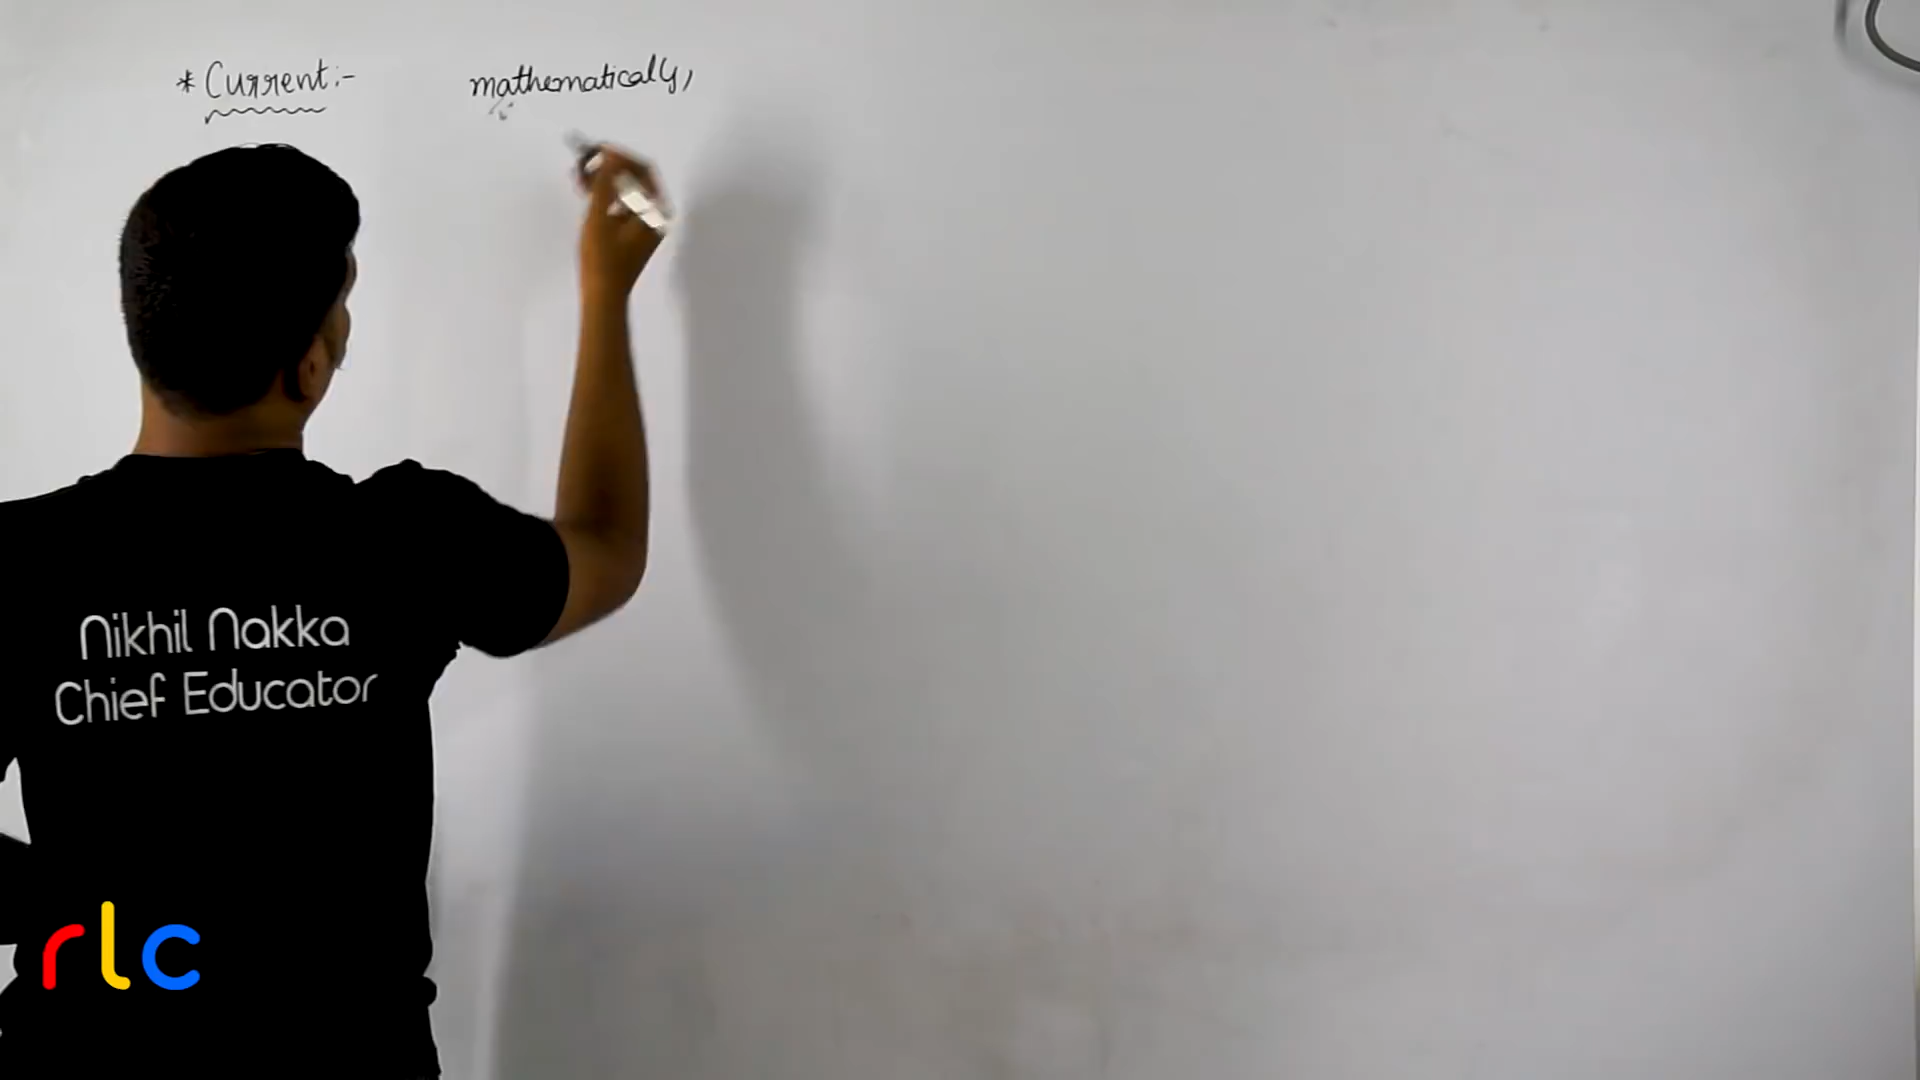 * Current:- mathematically,
Nikhil Nakka
Chief Educator
rlc